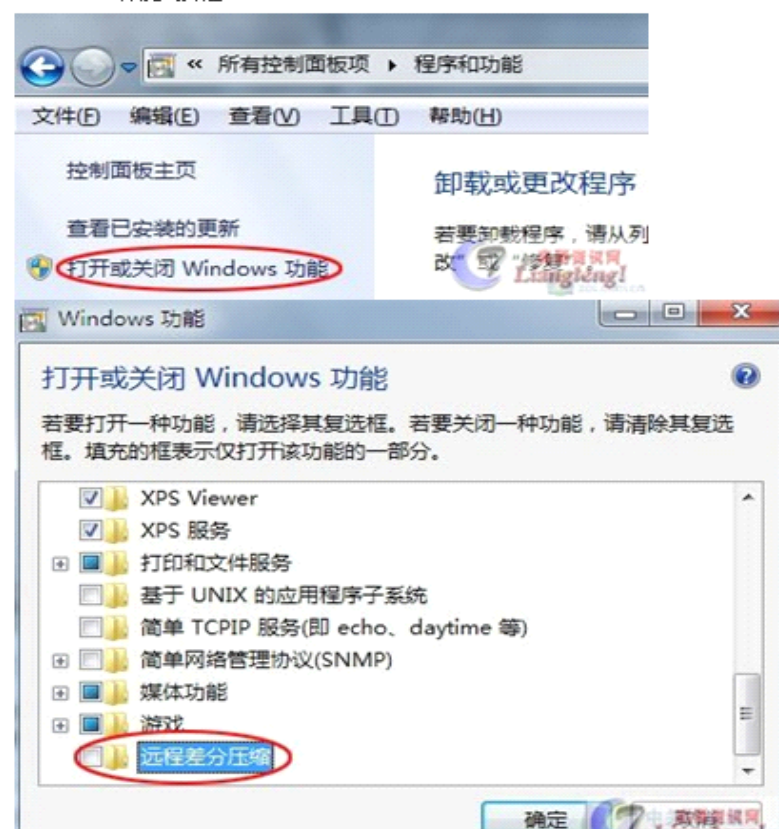 « 所有控制面板项 ▸ 程序和功能
文件(F) 编辑(E) 查看(V) 工具(T) 帮助(H)
控制面板主页
卸载或更改程序
查看已安装的更新
若要卸载程序，请从列
打开或关闭 Windows 功能
改"或"修复
Liangjeng!
Windows 功能
打开或关闭 Windows 功能
若要打开一种功能，请选择其复选框。若要关闭一种功能，请清除其复选
框。填充的框表示仅打开该功能的一部分。
XPS Viewer
XPS 服务
打印和文件服务
基于 UNIX 的应用程序子系统
简单 TCPIP 服务(即 echo、daytime 等)
简单网络管理协议(SNMP)
媒体功能
游戏
远程差分压缩
确定
取消